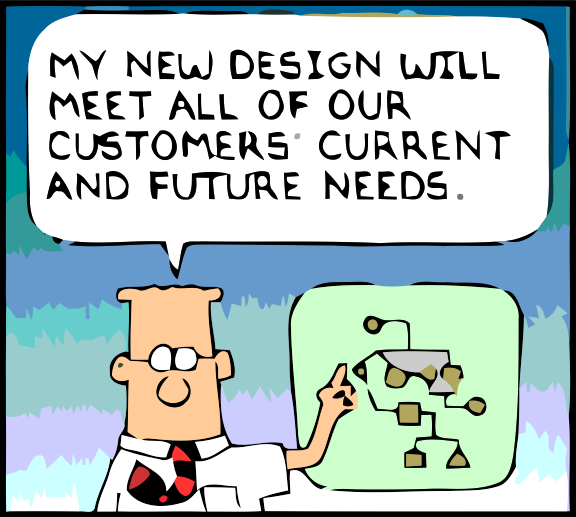 MY NEW DESIGN WILL
MEET ALL OF OUR
CUSTOMERS' CURRENT
AND FUTURE NEEDS.